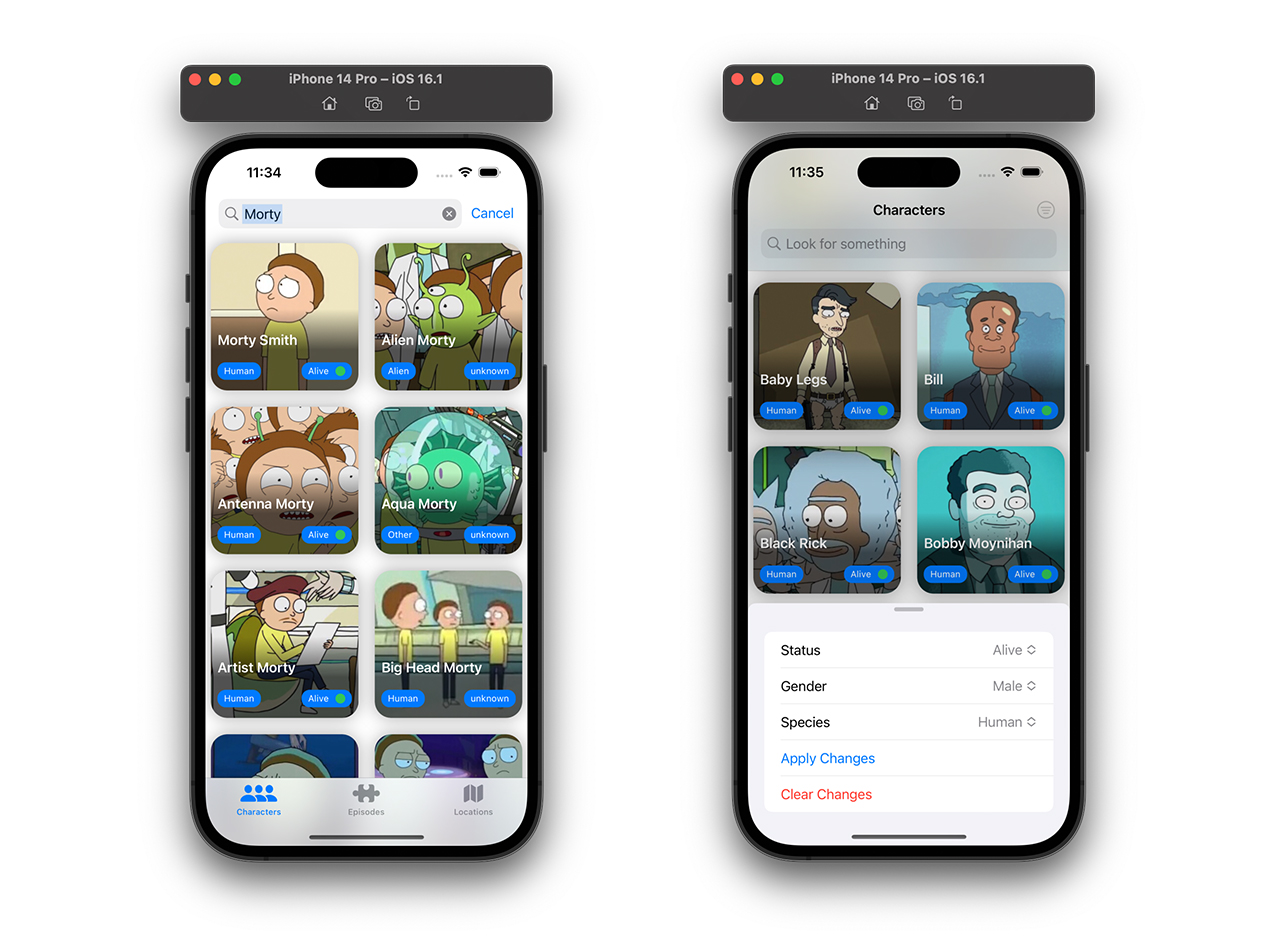 iPhone 14 Pro – iOS 16.1
11:34
Morty
Cancel
Morty Smith
Human
Alive
Alien Morty
Alien
unknown
Antenna Morty
Human
Alive
Aqua Morty
Other
unknown
Artist Morty
Human
Alive
Big Head Morty
Human
unknown
Characters
Episodes
Locations
iPhone 14 Pro – iOS 16.1
11:35
Characters
Look for something
Baby Legs
Human
Alive
Bill
Human
Alive
Black Rick
Human
Alive
Bobby Moynihan
Human
Alive
Status
Alive
Gender
Male
Species
Human
Apply Changes
Clear Changes